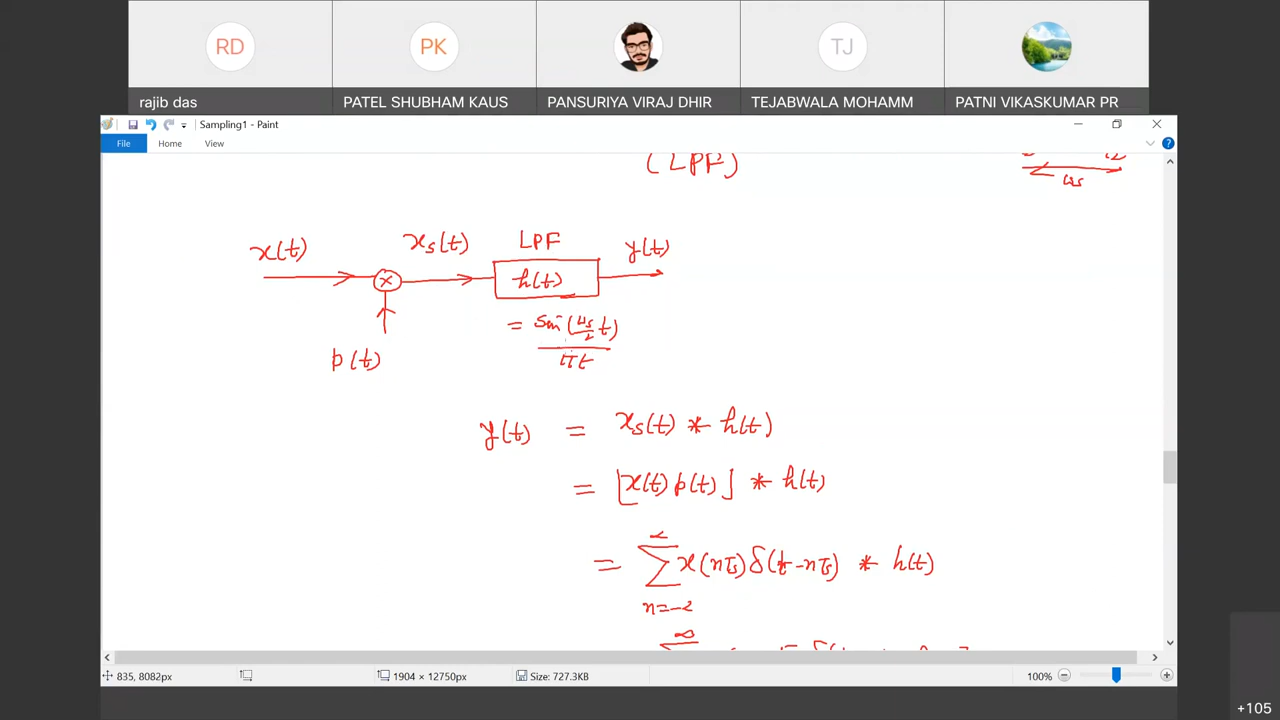 RD PK TJ
rajib das PATEL SHUBHAM KAUS PANSURIYA VIRAJ DHIR TEJABWALA MOHAMM PATNI VIKASKUMAR PR
Sampling1 - Paint
File Home View
(LPF)
ωs
x(t) xs(t) LPF y(t)
× h(t)
= Sin(ωs/2 t)
πt
p(t)
y(t) = xs(t) * h(t)
= [x(t) p(t)] * h(t)
∞
= ∑ x(nTs) δ(t-nTs) * h(t)
n=-∞
∞
835, 8082px 1904 × 12750px Size: 727.3KB 100%
+105